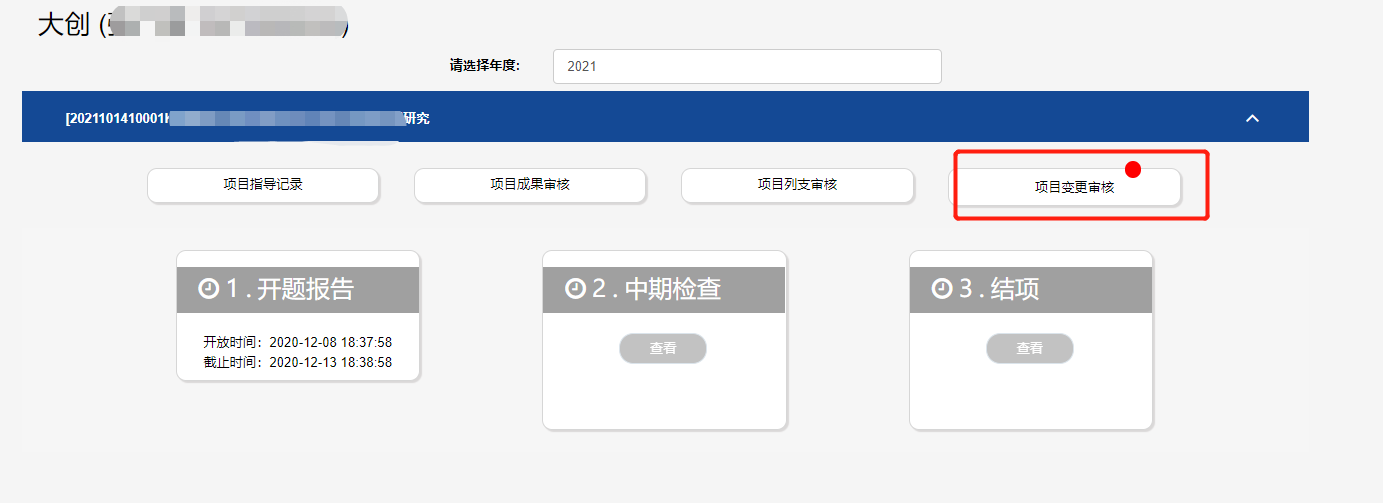 大创 (
请选择年度:
2021
[2021101410001
研究
项目指导记录
项目成果审核
项目列支审核
项目变更审核
1 . 开题报告
开放时间：2020-12-08 18:37:58
截止时间：2020-12-13 18:38:58
2 . 中期检查
查看
3 . 结项
查看